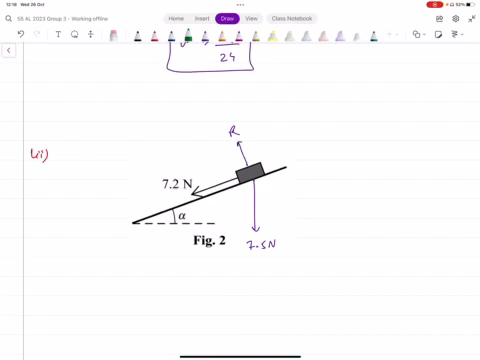 12:18 Wed 26 Oct
52%
S5 AL 2023 Group 3 - Working offline
Home Insert Draw View Class Notebook
24
(ii)
R
7.2 N
α
Fig. 2
7.5N